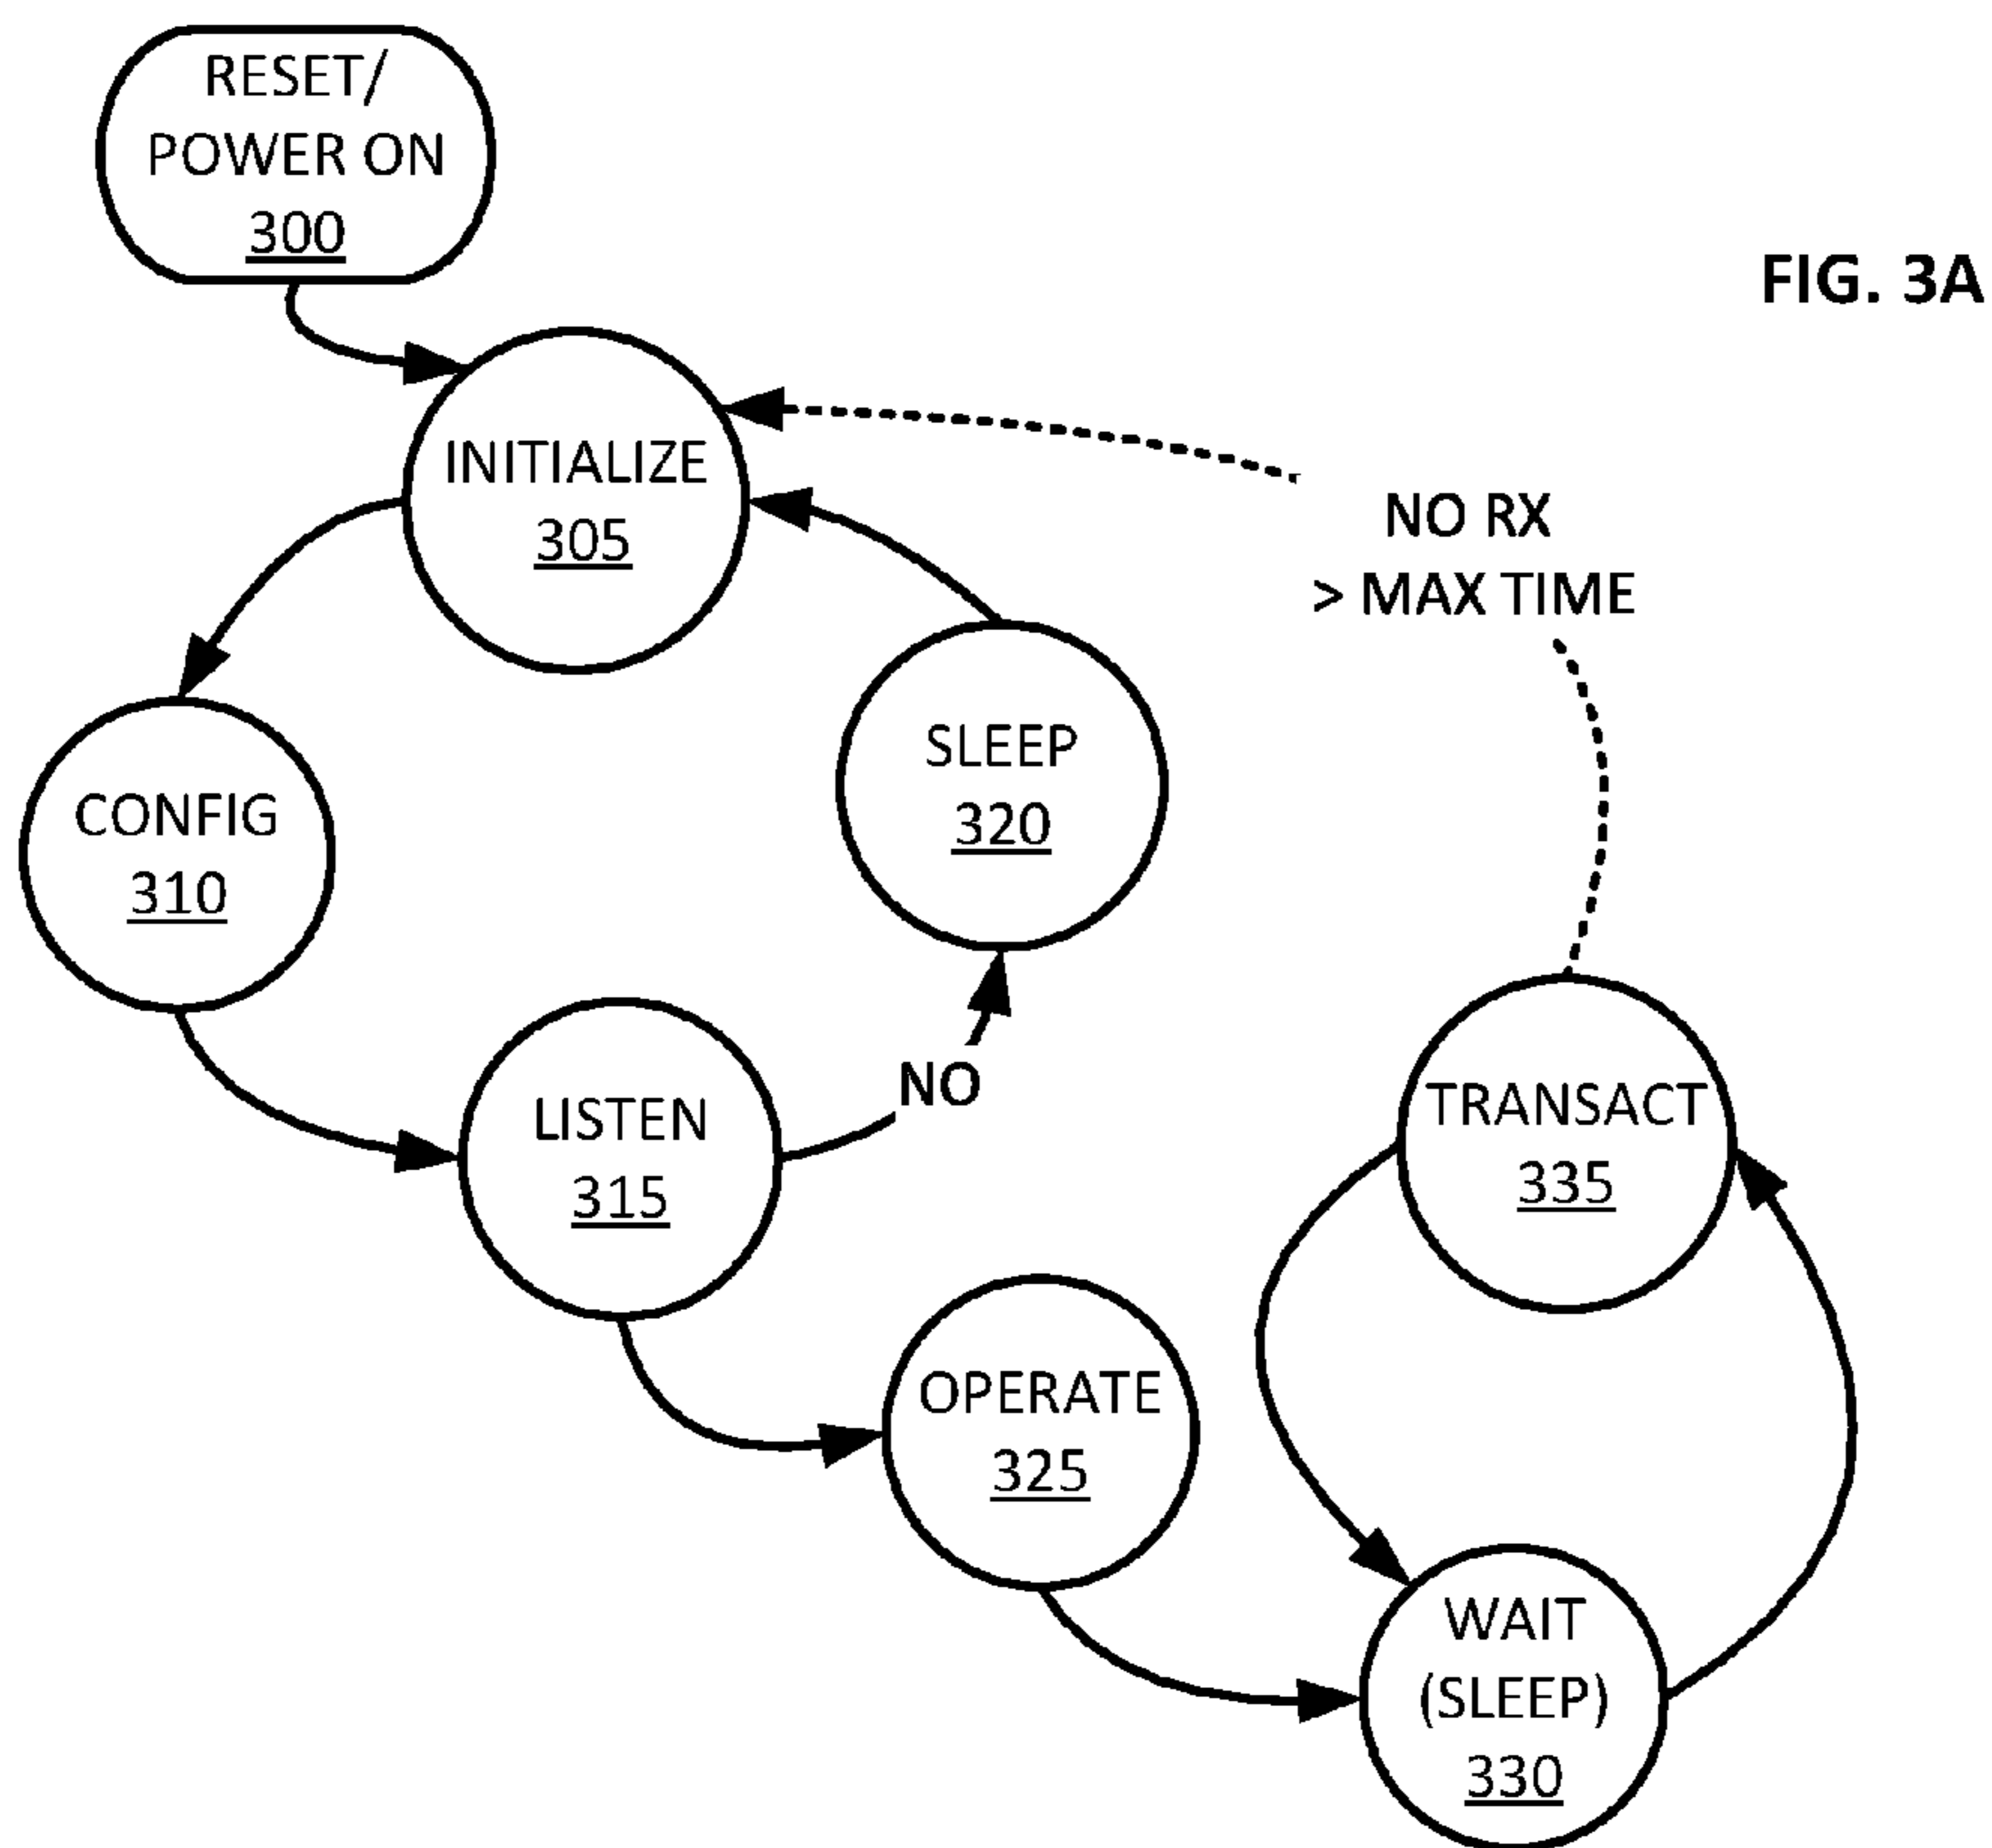 RESET/
POWER ON
300
FIG. 3A
INITIALIZE
305
NO RX
> MAX TIME
SLEEP
320
CONFIG
310
LISTEN
315
NO
TRANSACT
335
OPERATE
325
WAIT
(SLEEP)
330